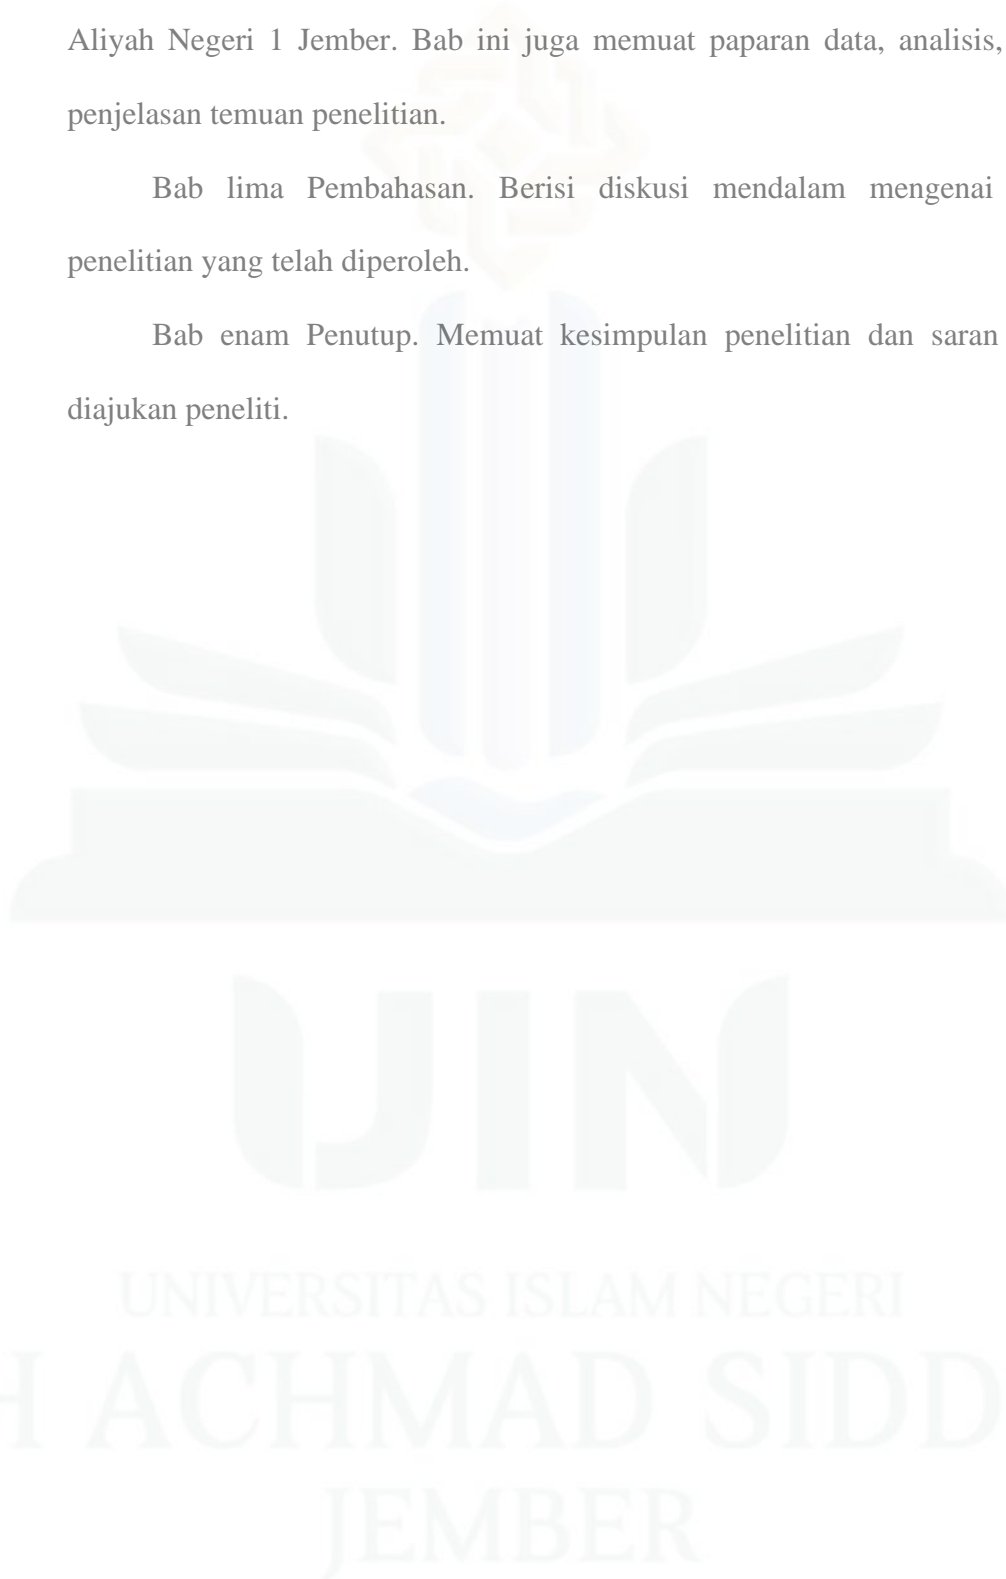 Aliyah Negeri 1 Jember. Bab ini juga memuat paparan data, analisis,
penjelasan temuan penelitian.
Bab lima Pembahasan. Berisi diskusi mendalam mengenai
penelitian yang telah diperoleh.
Bab enam Penutup. Memuat kesimpulan penelitian dan saran
diajukan peneliti.
UIN
UNIVERSITAS ISLAM NEGERI
H ACHMAD SIDD
JEMBER